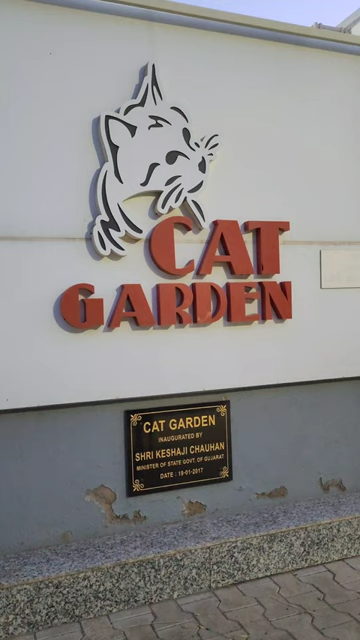 CAT
GARDEN
CAT GARDEN
INAUGURATED BY
SHRI KESHAJI CHAUHAN
MINISTER OF STATE GOVT. OF GUJARAT
DATE : 18-01-2017